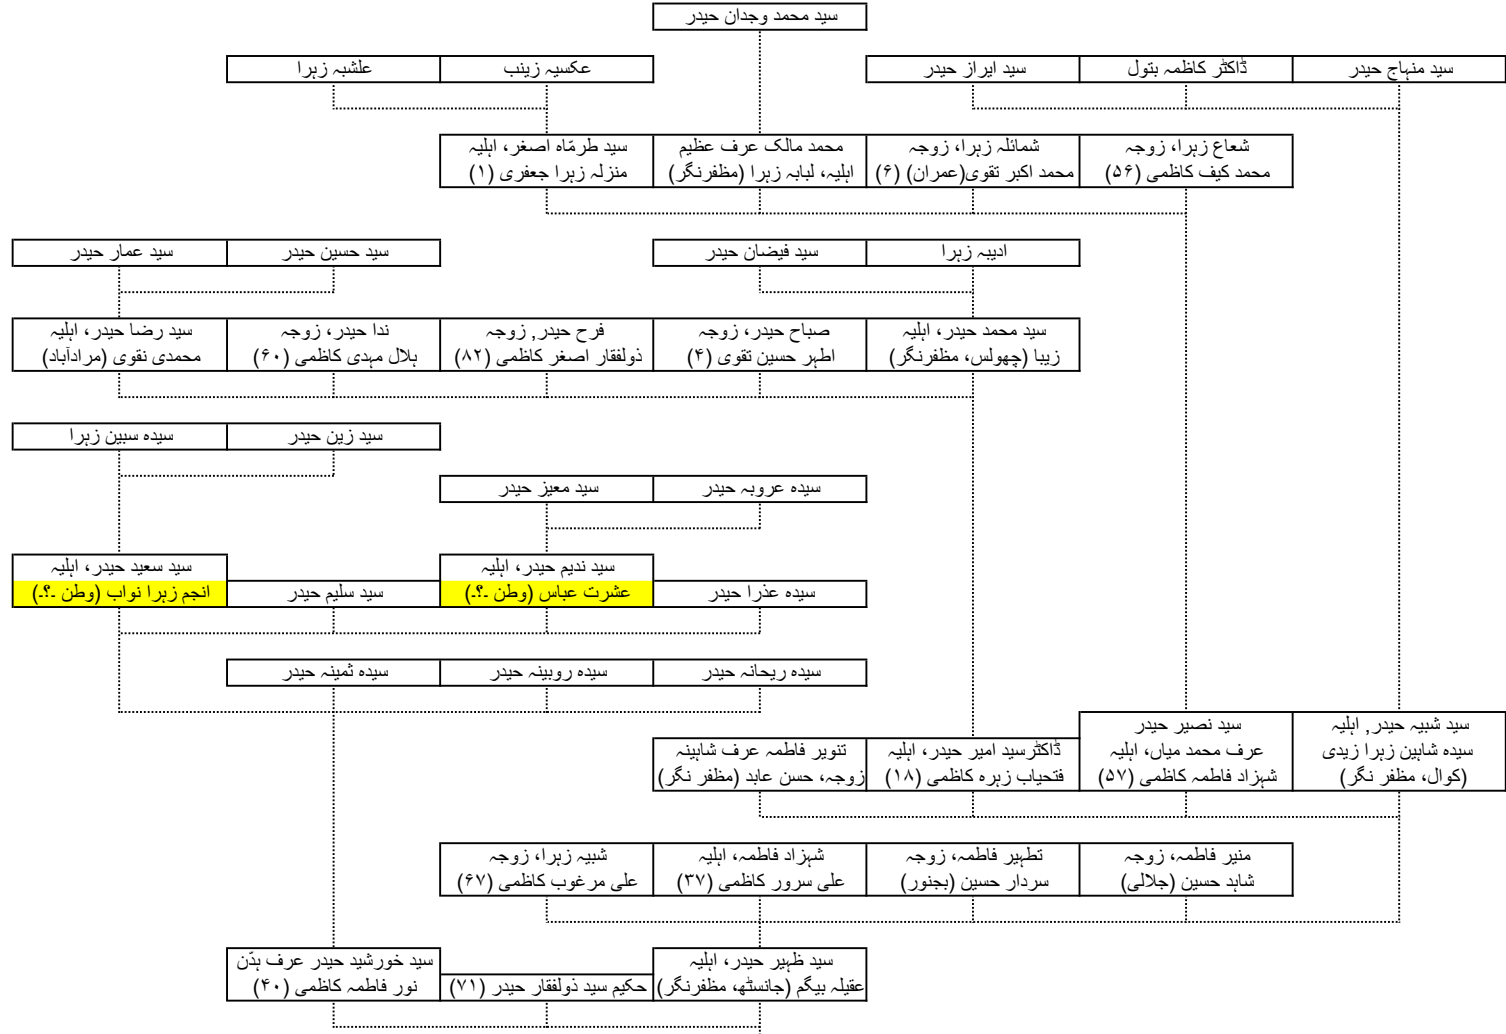 سید محمد وجدان حیدر
سید منہاج حیدر
ڈاکٹر کاظمہ بتول
سید ایراز حیدر
عکسیہ زینب
علشبہ زہرا
شعاع زہرا، زوجہ
محمد کیف کاظمی (۵۶)
شمائلہ زہرا، زوجہ
محمد اکبر تقوی(عمران) (۶)
محمد مالک عرف عظیم
اہلیہ، لبابہ زہرا (مظفرنگر)
سید طرمّاہ اصغر، اہلیہ
منزلہ زہرا جعفری (۱)
ادیبہ زہرا
سید فیضان حیدر
سید حسین حیدر
سید عمار حیدر
سید محمد حیدر، اہلیہ
زیبا (چھولس، مظفرنگر)
صباح حیدر، زوجہ
اطہر حسین تقوی (۴)
فرح حیدر, زوجہ
ذولفقار اصغر کاظمی (۸۲)
ندا حیدر، زوجہ
ہلال مہدی کاظمی (۶۰)
سید رضا حیدر، اہلیہ
محمدی نقوی (مرادآباد)
سید زین حیدر
سیدہ سبین زہرا
سیدہ عروبہ حیدر
سید معیز حیدر
سیدہ عذرا حیدر
سید ندیم حیدر، اہلیہ
عشرت عباس (وطن ۔؟۔)
سید سلیم حیدر
سید سعید حیدر، اہلیہ
انجم زہرا نواب (وطن ۔؟۔)
سیدہ ریحانہ حیدر
سیدہ روبینہ حیدر
سیدہ ثمینہ حیدر
سید شبیہ حیدر, اہلیہ
سیدہ شاہین زہرا زیدی
(کوال، مظفر نگر)
سید نصیر حیدر
عرف محمد میاں، اہلیہ
شہزاد فاطمہ کاظمی (۵۷)
ڈاکٹرسید امیر حیدر، اہلیہ
فتحیاب زہرہ کاظمی (۱۸)
تنویر فاطمہ عرف شاہینہ
زوجہ، حسن عابد (مظفر نگر)
منیر فاطمہ، زوجہ
شاہد حسین (جلالی)
تطہیر فاطمہ، زوجہ
سردار حسین (بجنور)
شہزاد فاطمہ، اہلیہ
علی سرور کاظمی (۳۷)
شبیہ زہرا، زوجہ
علی مرغوب کاظمی (۶۷)
سید ظہیر حیدر، اہلیہ
عقیلہ بیگم (جانسٹھ، مظفرنگر)
حکیم سید ذولفقار حیدر (۷۱)
سید خورشید حیدر عرف بدّن
نور فاطمہ کاظمی (۴۰)